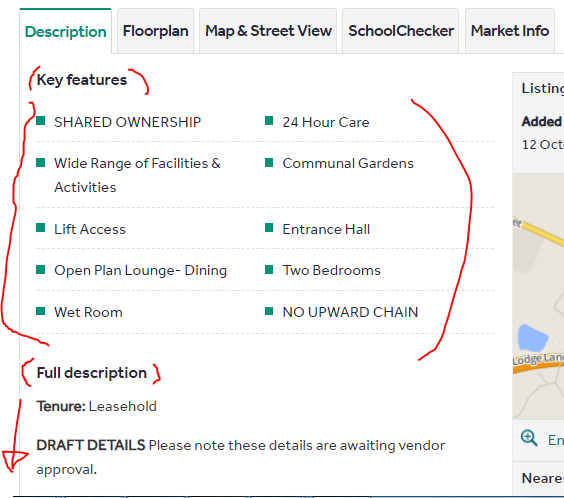 Description Floorplan Map & Street View SchoolChecker Market Info
Key features
SHARED OWNERSHIP
24 Hour Care
Wide Range of Facilities &
Activities
Communal Gardens
Lift Access
Entrance Hall
Open Plan Lounge- Dining
Two Bedrooms
Wet Room
NO UPWARD CHAIN
Full description
Tenure: Leasehold
DRAFT DETAILS Please note these details are awaiting vendor
approval.
Listing
Added
12 Octo
Lodge Lan
En
Neare